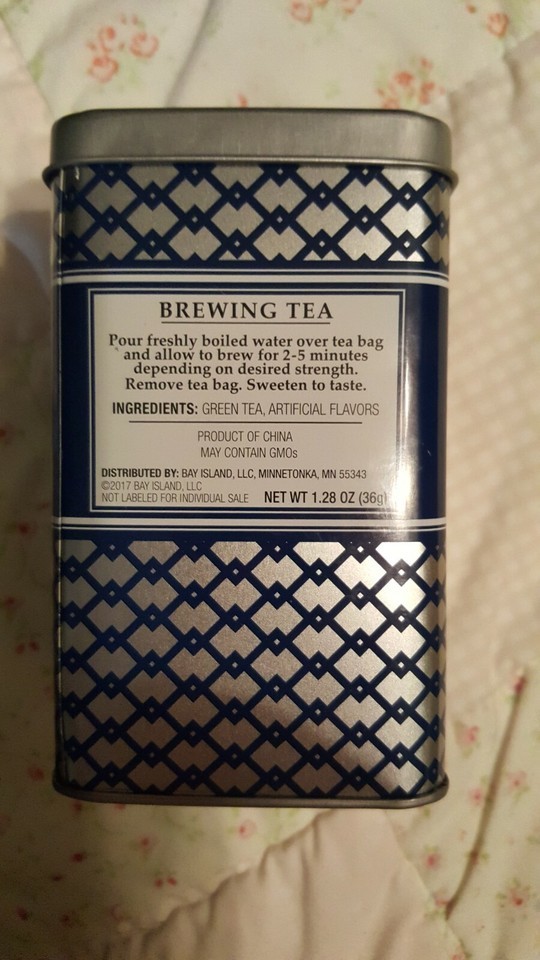 BREWING TEA
Pour freshly boiled water over tea bag
and allow to brew for 2-5 minutes
depending on desired strength.
Remove tea bag. Sweeten to taste.
INGREDIENTS: GREEN TEA, ARTIFICIAL FLAVORS
PRODUCT OF CHINA
MAY CONTAIN GMOs
DISTRIBUTED BY: BAY ISLAND, LLC, MINNETONKA, MN 55343
©2017 BAY ISLAND, LLC
NOT LABELED FOR INDIVIDUAL SALE NET WT 1.28 OZ (36g)